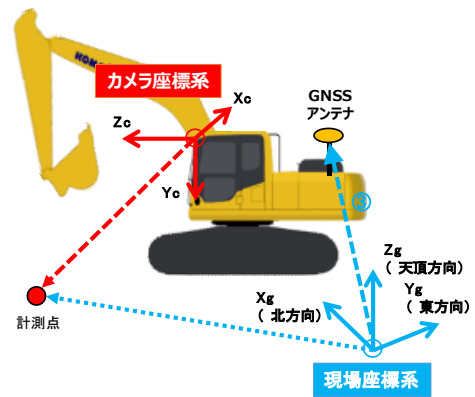 カメラ座標系
Xc
Zc
Yc
GNSS
アンテナ
③
Zg
( 天頂方向)
Xg
( 北方向)
Yg
( 東方向)
計測点
現場座標系